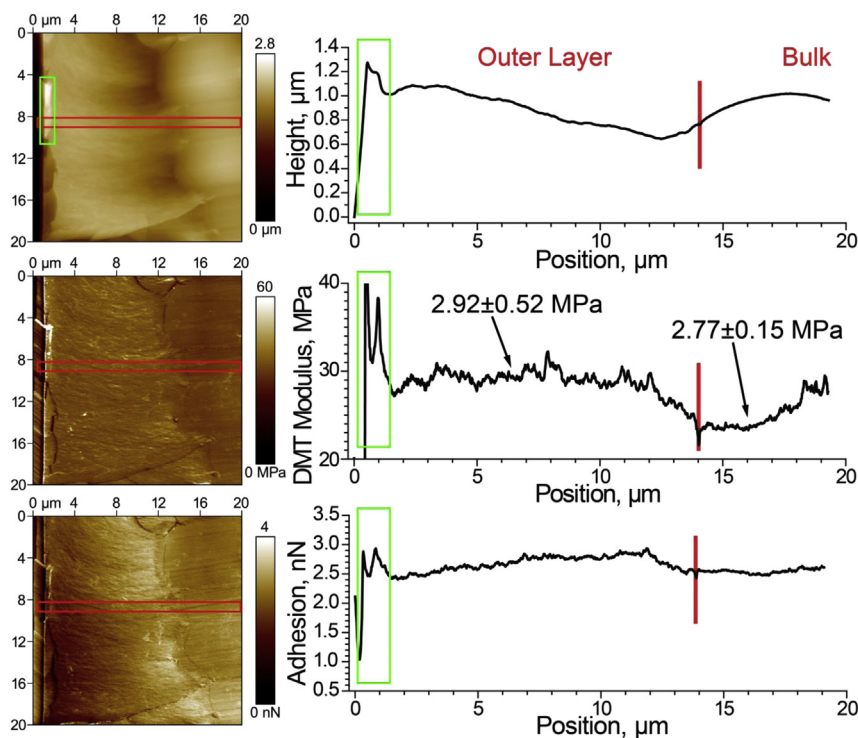 0 µm 4 8 12 16 20
0
4
8
12
16
20
2.8
0 µm
1.4
1.2
1.0
0.8
0.6
0.4
0.2
0.0
Height, µm
Outer Layer
Bulk
0 5 10 15 20
Position, µm
0 µm 4 8 12 16 20
0
4
8
12
16
20
60
0 MPa
40
30
20
DMT Modulus, MPa
2.92±0.52 MPa
2.77±0.15 MPa
0 5 10 15 20
Position, µm
0 µm 4 8 12 16 20
0
4
8
12
16
20
4
0 nN
3.5
3.0
2.5
2.0
1.5
1.0
0.5
Adhesion, nN
0 5 10 15 20
Position, µm